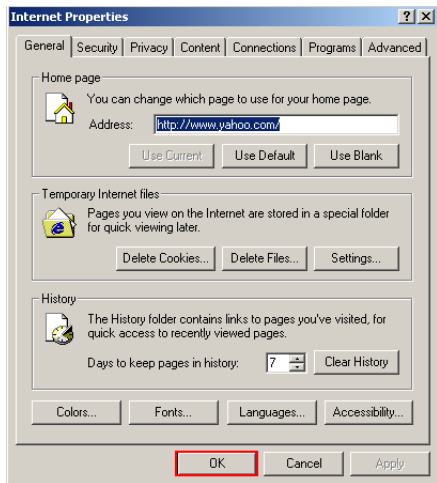 Internet Properties
General Security Privacy Content Connections Programs Advanced
Home page
You can change which page to use for your home page.
Address: http://www.yahoo.com/
Use Current Use Default Use Blank
Temporary Internet files
Pages you view on the Internet are stored in a special folder
for quick viewing later.
Delete Cookies... Delete Files... Settings...
History
The History folder contains links to pages you've visited, for
quick access to recently viewed pages.
Days to keep pages in history: 7 Clear History
Colors... Fonts... Languages... Accessibility...
OK Cancel Apply